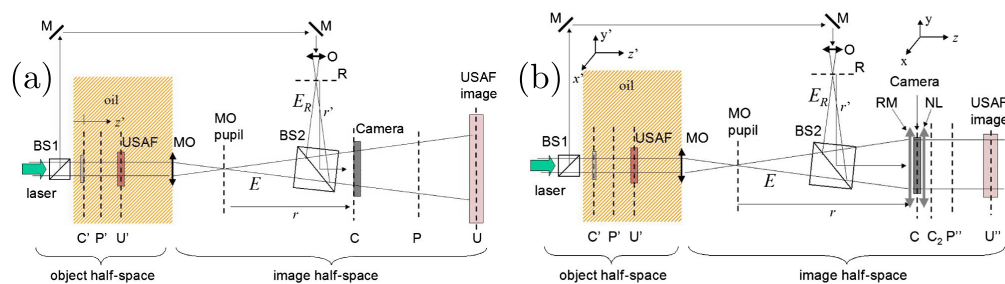 (a)
M
M
O
R
oil
E_R
r'
z'
BS1
USAF
MO
MO
pupil
BS2
Camera
USAF
image
laser
E
r
C'
P'
U'
C
P
U
object half-space
image half-space
(b)
M
M
y'
z'
x'
O
R
y
z
x
oil
E_R
r'
Camera
RM
NL
USAF
image
BS1
USAF
MO
MO
pupil
BS2
laser
E
r
C'
P'
U'
C
C2
P''
U''
object half-space
image half-space